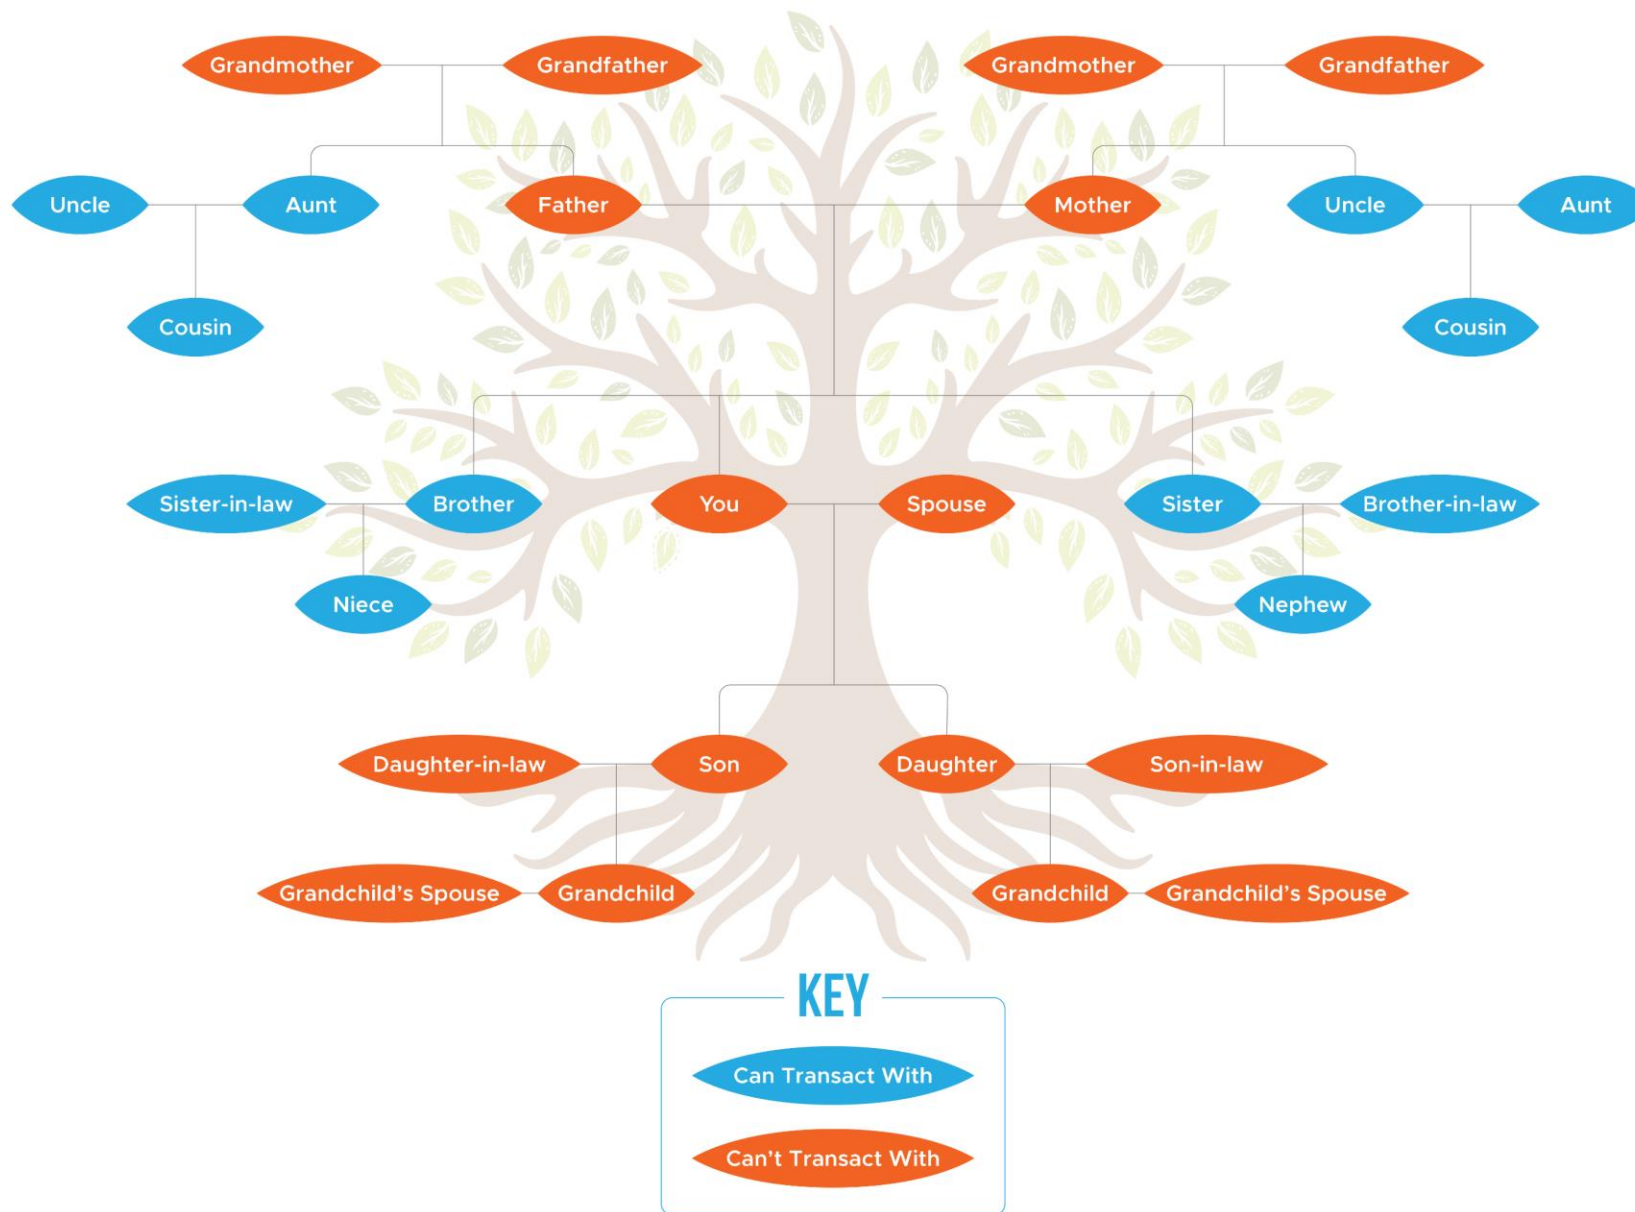 Grandmother
Grandfather
Grandmother
Grandfather
Uncle
Aunt
Father
Mother
Uncle
Aunt
Cousin
Cousin
Sister-in-law
Brother
You
Spouse
Sister
Brother-in-law
Niece
Nephew
Daughter-in-law
Son
Daughter
Son-in-law
Grandchild's Spouse
Grandchild
Grandchild
Grandchild's Spouse
KEY
Can Transact With
Can't Transact With